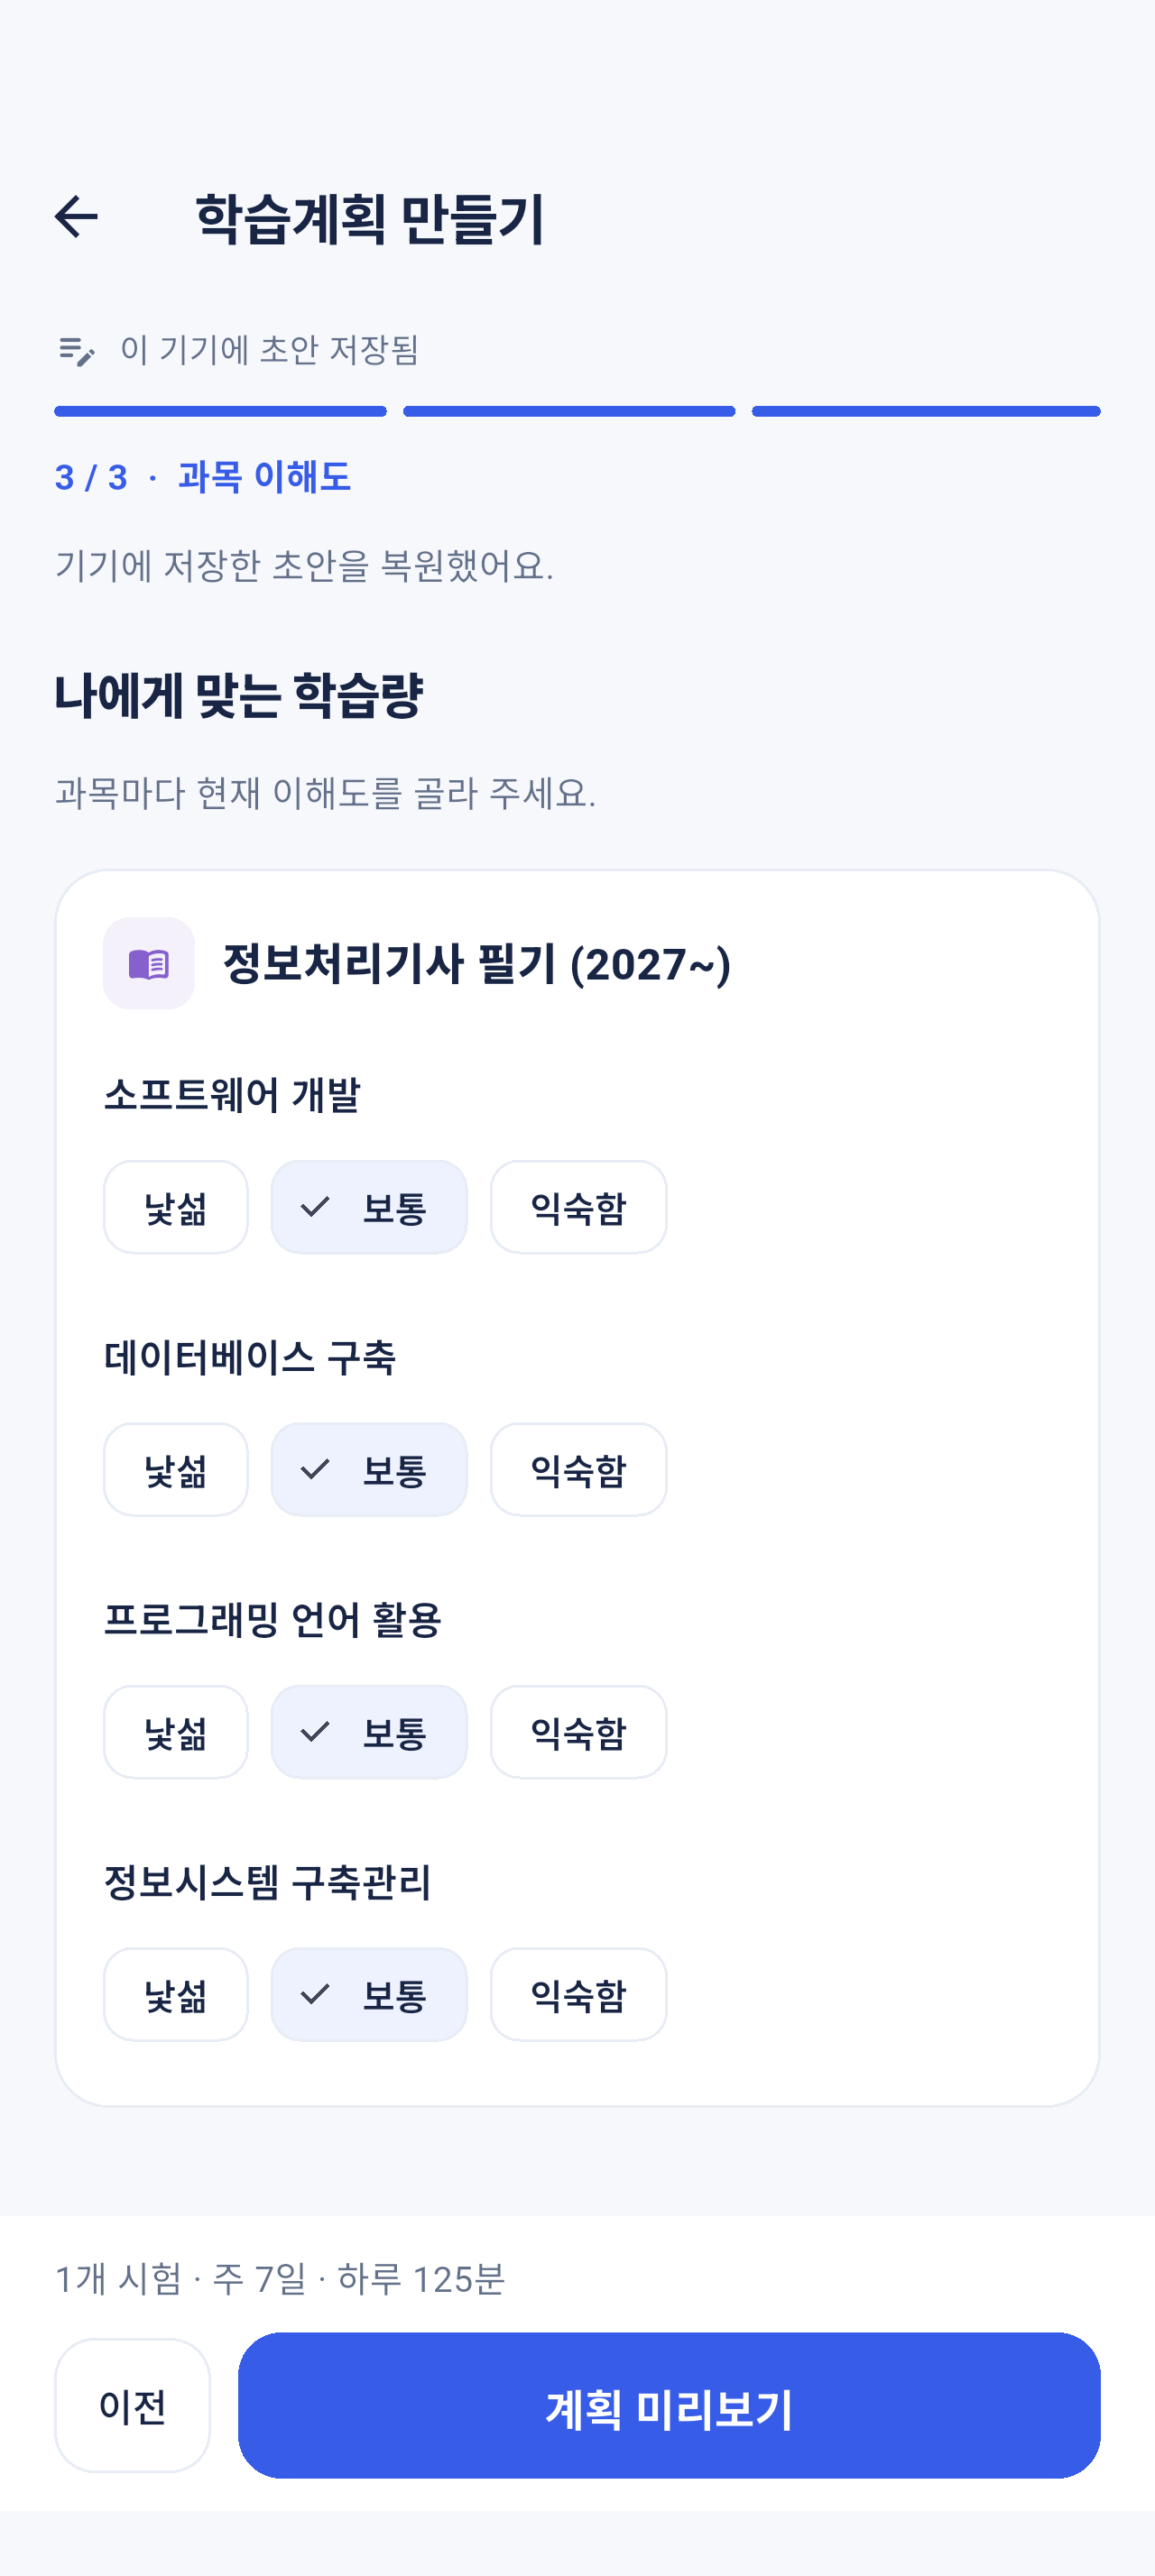 학습계획 만들기
이 기기에 초안 저장됨
3 / 3 · 과목 이해도
기기에 저장한 초안을 복원했어요.
나에게 맞는 학습량
과목마다 현재 이해도를 골라 주세요.
정보처리기사 필기 (2027~)
소프트웨어 개발
낯섦 보통 익숙함
데이터베이스 구축
낯섦 보통 익숙함
프로그래밍 언어 활용
낯섦 보통 익숙함
정보시스템 구축관리
낯섦 보통 익숙함
1개 시험 · 주 7일 · 하루 125분
이전 계획 미리보기